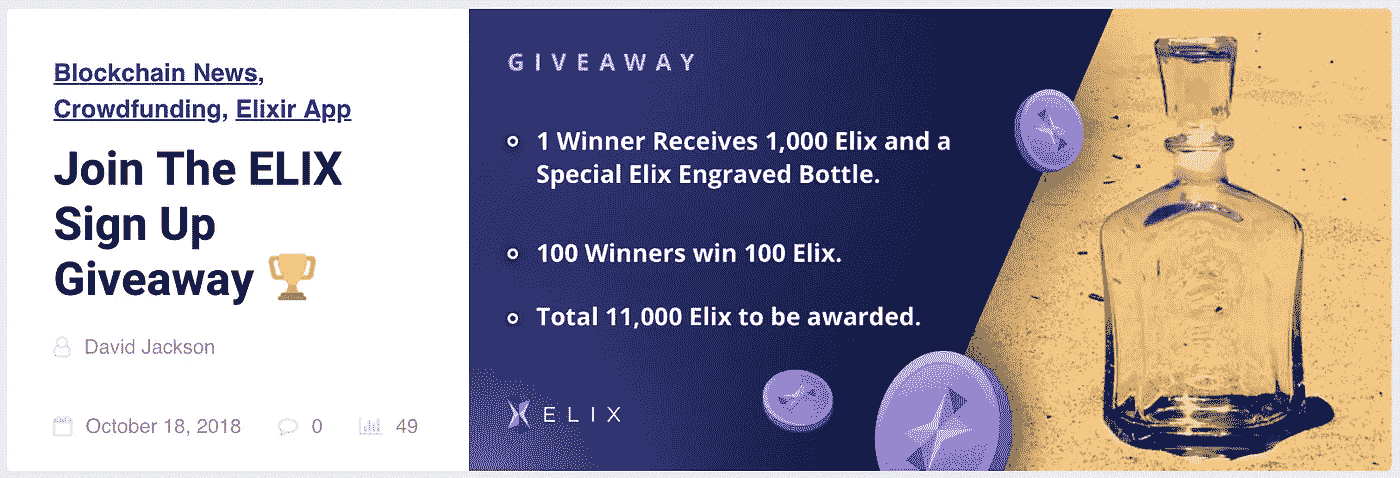 Blockchain News,
Crowdfunding, Elixir App
Join The ELIX
Sign Up
Giveaway 🏆
David Jackson
October 18, 2018 0 49
GIVEAWAY
1 Winner Receives 1,000 Elix and a
Special Elix Engraved Bottle.
100 Winners win 100 Elix.
Total 11,000 Elix to be awarded.
ELIX